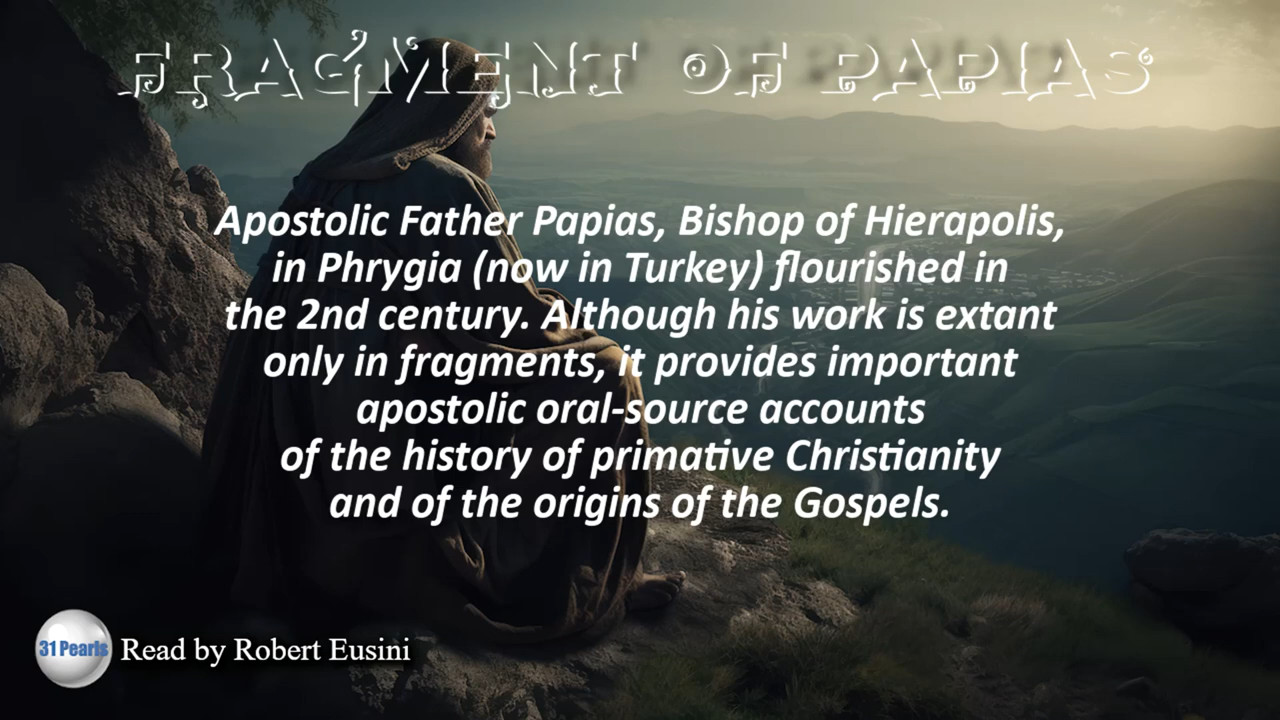 FRAGMENT OF PAPIAS
Apostolic Father Papias, Bishop of Hierapolis,
in Phrygia (now in Turkey) flourished in
the 2nd century. Although his work is extant
only in fragments, it provides important
apostolic oral-source accounts
of the history of primative Christianity
and of the origins of the Gospels.
31 Pearls
Read by Robert Eusini